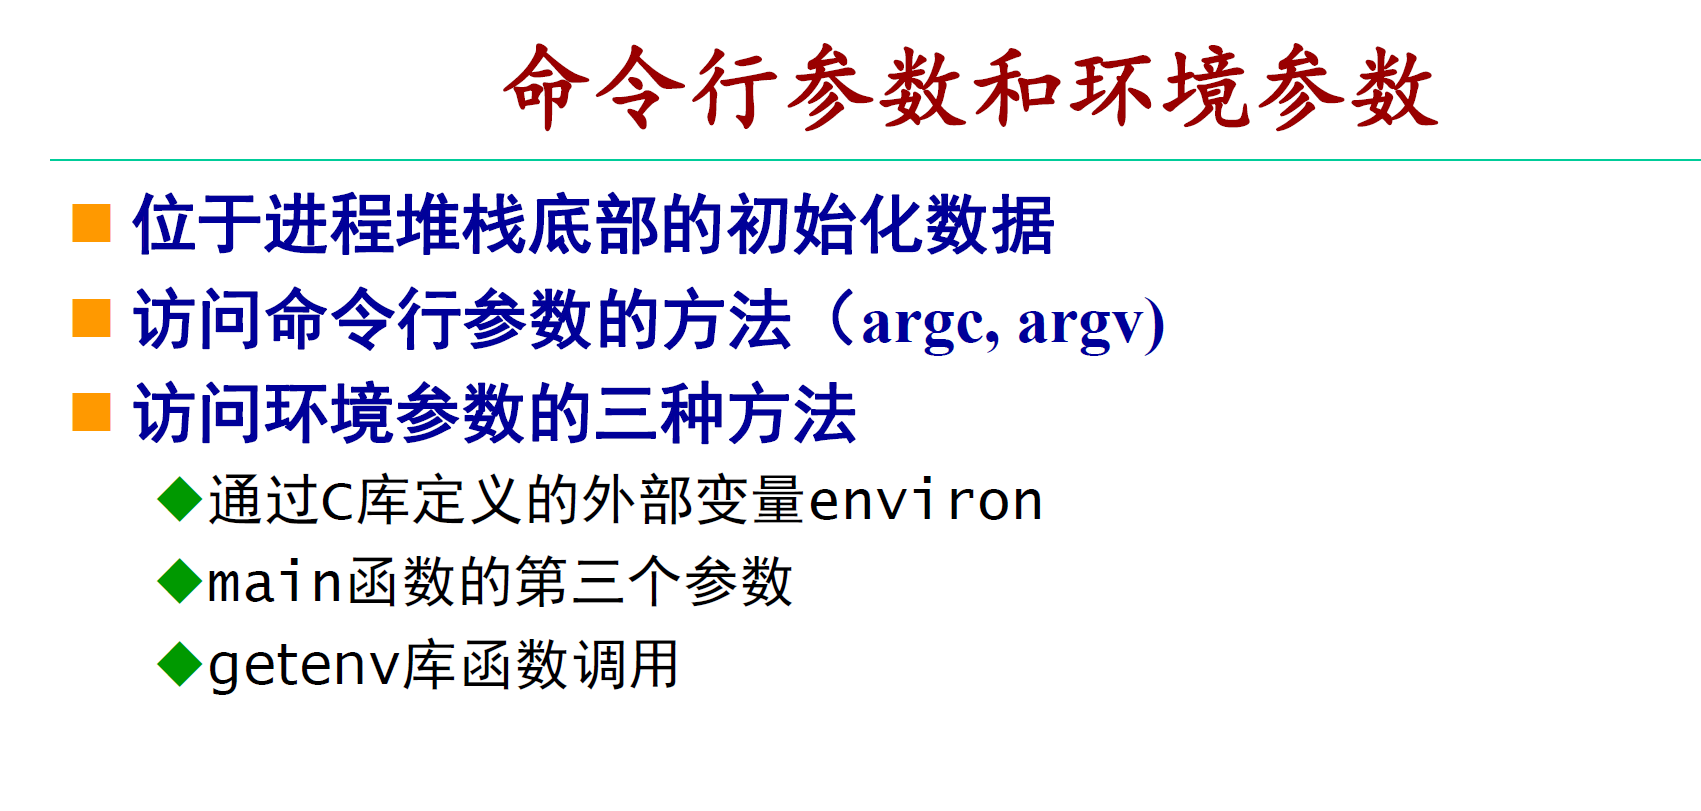 命令行参数和环境参数
位于进程堆栈底部的初始化数据
访问命令行参数的方法（argc, argv)
访问环境参数的三种方法
通过C库定义的外部变量environ
main函数的第三个参数
getenv库函数调用